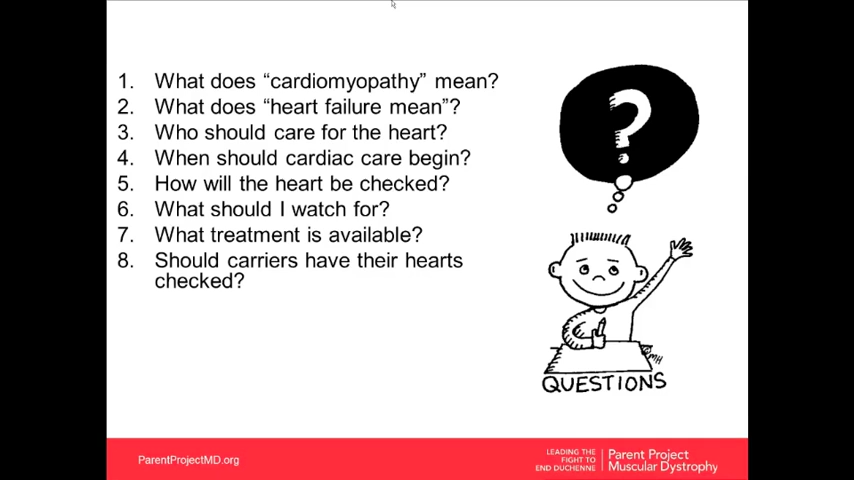 1. What does “cardiomyopathy” mean?
2. What does “heart failure mean”?
3. Who should care for the heart?
4. When should cardiac care begin?
5. How will the heart be checked?
6. What should I watch for?
7. What treatment is available?
8. Should carriers have their hearts
checked?
?
©MH
QUESTIONS
ParentProjectMD.org
LEADING THE
FIGHT TO
END DUCHENNE
Parent Project
Muscular Dystrophy